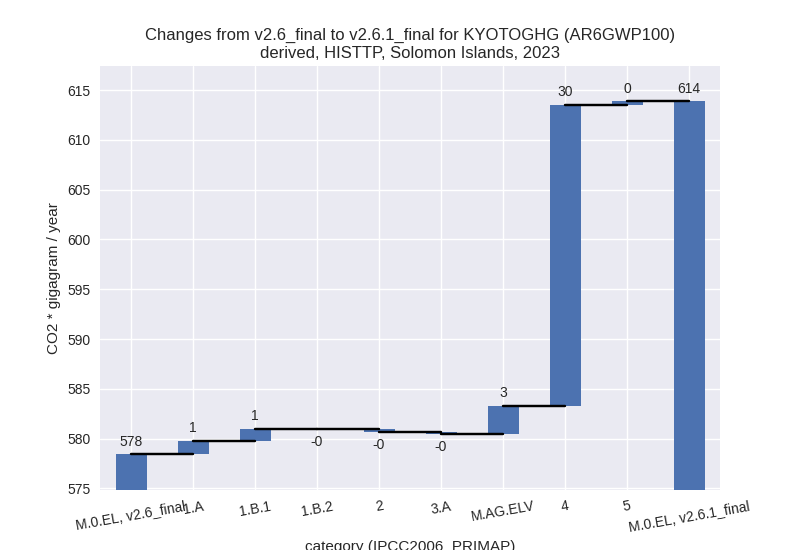 Changes from v2.6_final to v2.6.1_final for KYOTOGHG (AR6GWP100)
derived, HISTTP, Solomon Islands, 2023
CO2 * gigagram / year
615
610
605
600
595
590
585
580
575
578
1
1
-0
-0
-0
3
30
0
614
M.0.EL, v2.6_final
1.A
1.B.1
1.B.2
2
3.A
M.AG.ELV
4
5
M.0.EL, v2.6.1_final
category (IPCC2006_PRIMAP)